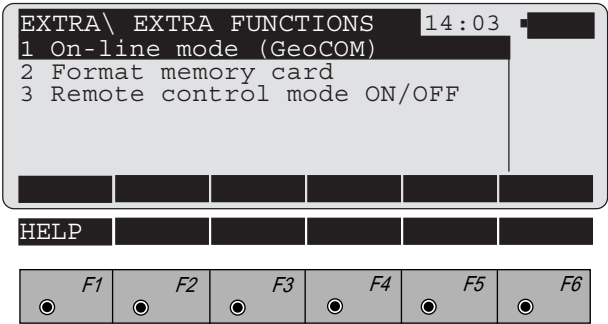 EXTRA\ EXTRA FUNCTIONS 14:03
1 On-line mode (GeoCOM)
2 Format memory card
3 Remote control mode ON/OFF
HELP
F1 F2 F3 F4 F5 F6